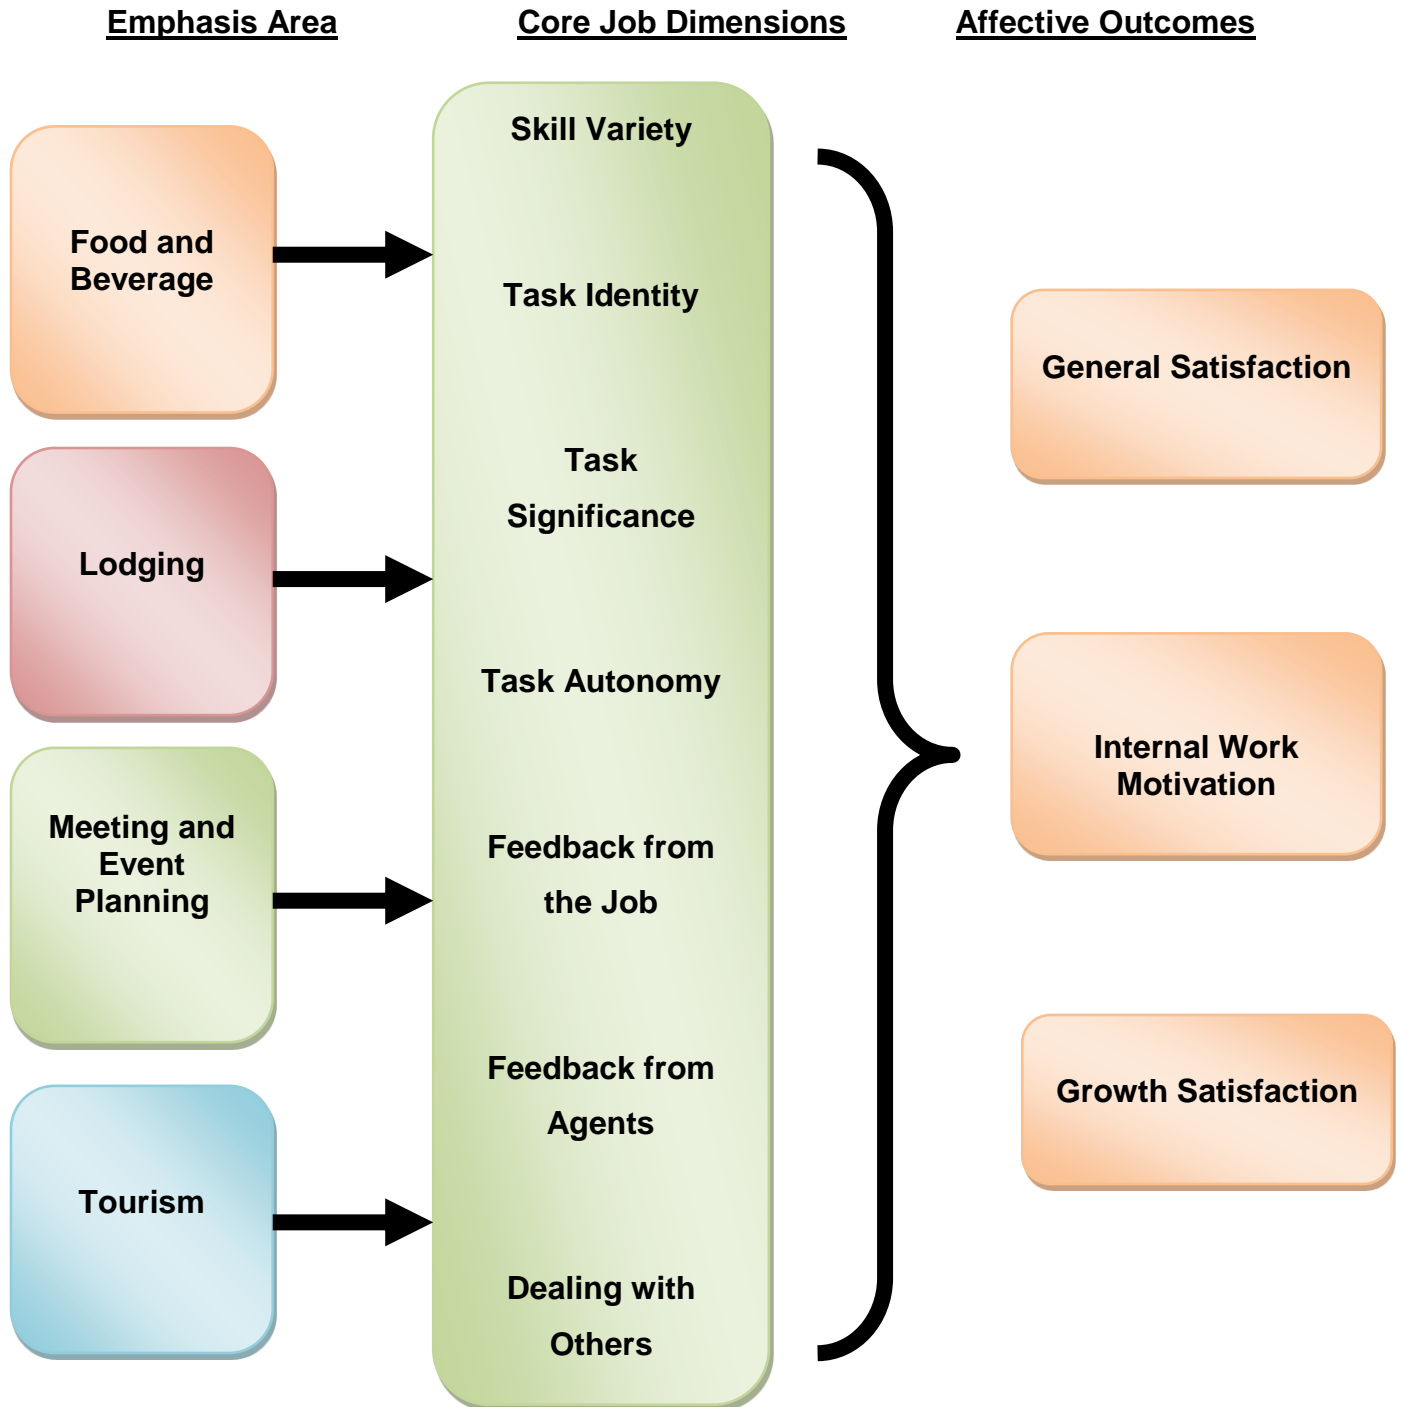 Emphasis Area
Core Job Dimensions
Affective Outcomes
Food and
Beverage
Lodging
Meeting and
Event
Planning
Tourism
Skill Variety
Task Identity
Task
Significance
Task Autonomy
Feedback from
the Job
Feedback from
Agents
Dealing with
Others
General Satisfaction
Internal Work
Motivation
Growth Satisfaction